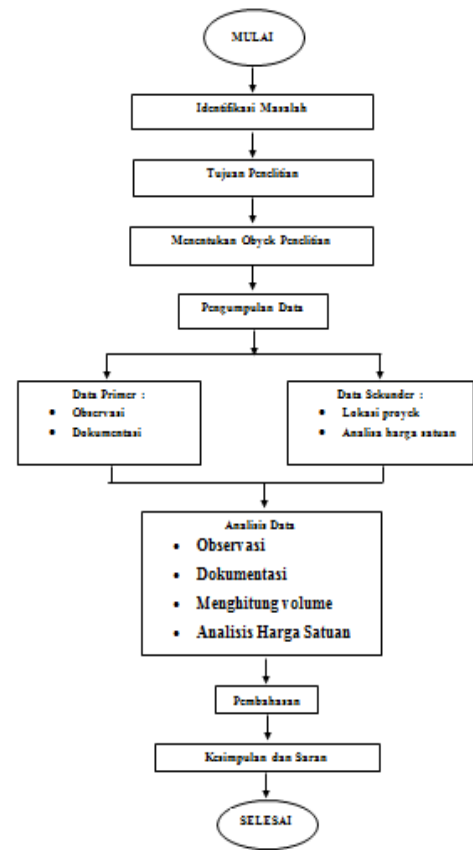 MULAI
Identifikasi Masalah
Tujuan Penelitian
Menentukan Obyek Penelitian
Pengumpulan Data
Data Primer :
• Observasi
• Dokumentasi
Data Sekunder :
• Lokasi proyek
• Analisa harga satuan
Analisis Data
• Observasi
• Dokumentasi
• Menghitung volume
• Analisis Harga Satuan
Pembahasan
Kesimpulan dan Saran
SELESAI